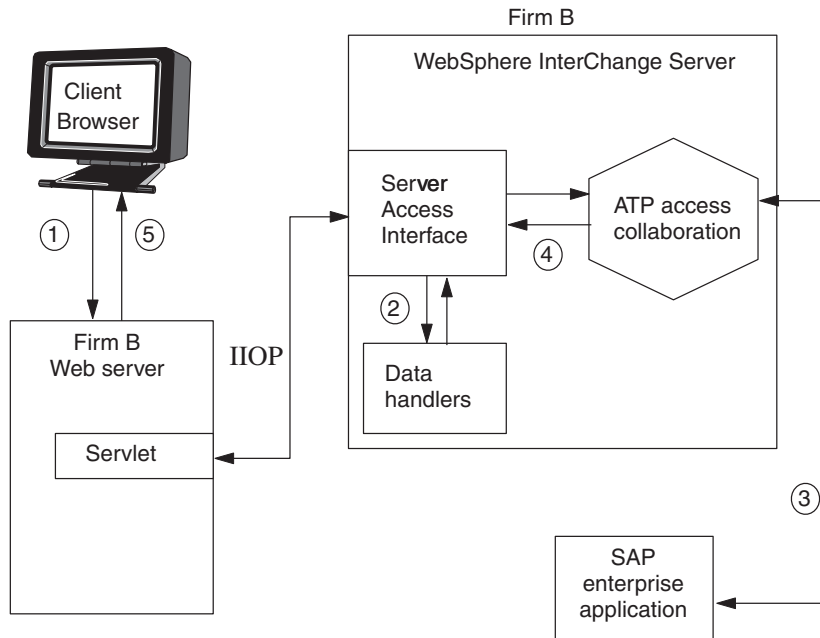 Firm B
WebSphere InterChange Server
Client
Browser
Server
Access
Interface
ATP access
collaboration
1
5
4
2
Firm B
Web server
IIOP
Data
handlers
Servlet
3
SAP
enterprise
application